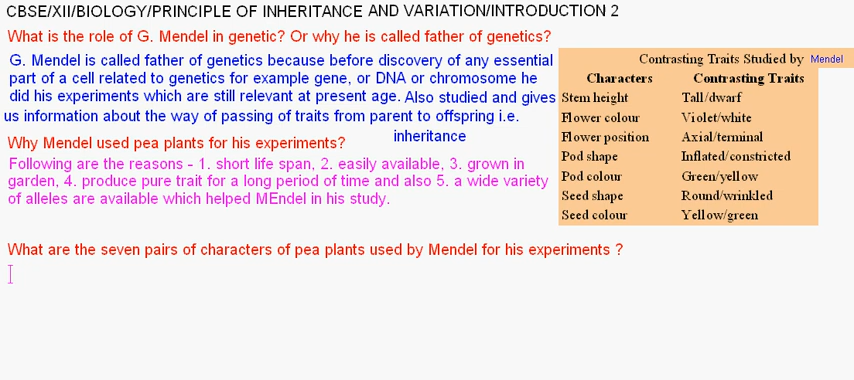 CBSE/XII/BIOLOGY/PRINCIPLE OF INHERITANCE AND VARIATION/INTRODUCTION 2
What is the role of G. Mendel in genetic? Or why he is called father of genetics?
G. Mendel is called father of genetics because before discovery of any essential
part of a cell related to genetics for example gene, or DNA or chromosome he
did his experiments which are still relevant at present age. Also studied and gives
us information about the way of passing of traits from parent to offspring i.e.
inheritance
Why Mendel used pea plants for his experiments?
Following are the reasons - 1. short life span, 2. easily available, 3. grown in
garden, 4. produce pure trait for a long period of time and also 5. a wide variety
of alleles are available which helped MEndel in his study.
What are the seven pairs of characters of pea plants used by Mendel for his experiments ?
Contrasting Traits Studied by Mendel
Characters Contrasting Traits
Stem height Tall/dwarf
Flower colour Violet/white
Flower position Axial/terminal
Pod shape Inflated/constricted
Pod colour Green/yellow
Seed shape Round/wrinkled
Seed colour Yellow/green